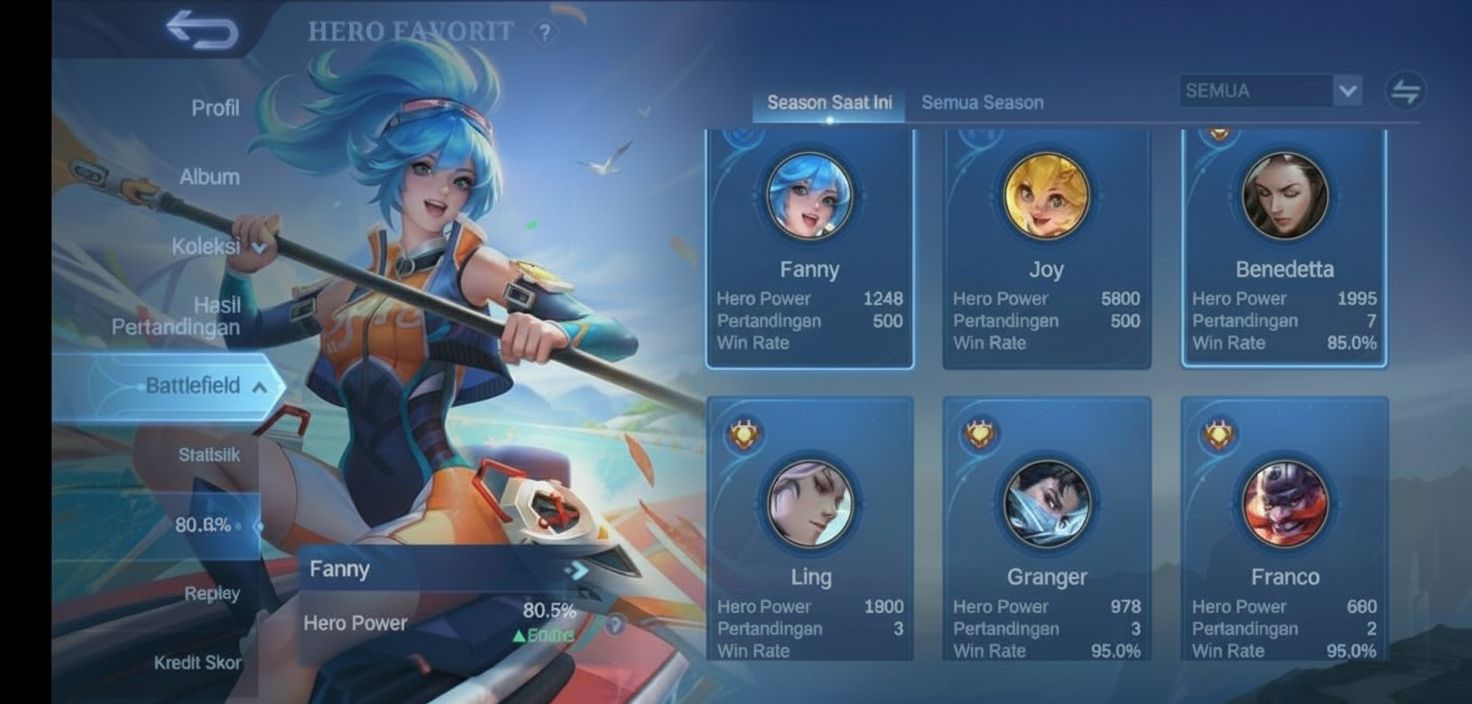 HERO FAVORIT ?
Profil
Album
Koleksi
Hasil
Pertandingan
Battlefield
Statlsiik
Replay
Kredit Skor
Fanny
Hero Power
80.5%
?
Season Saat Ini
Semua Season
SEMUA
Fanny
Hero Power 1248
Pertandingan 500
Win Rate
Joy
Hero Power 5800
Pertandingan 500
Win Rate
Benedetta
Hero Power 1995
Pertandingan 7
Win Rate 85.0%
Ling
Hero Power 1800
Pertandingan 3
Win Rate
Granger
Hero Power 978
Pertandingan 3
Win Rate 95.0%
Franco
Hero Power 660
Pertandingan 2
Win Rate 95.0%